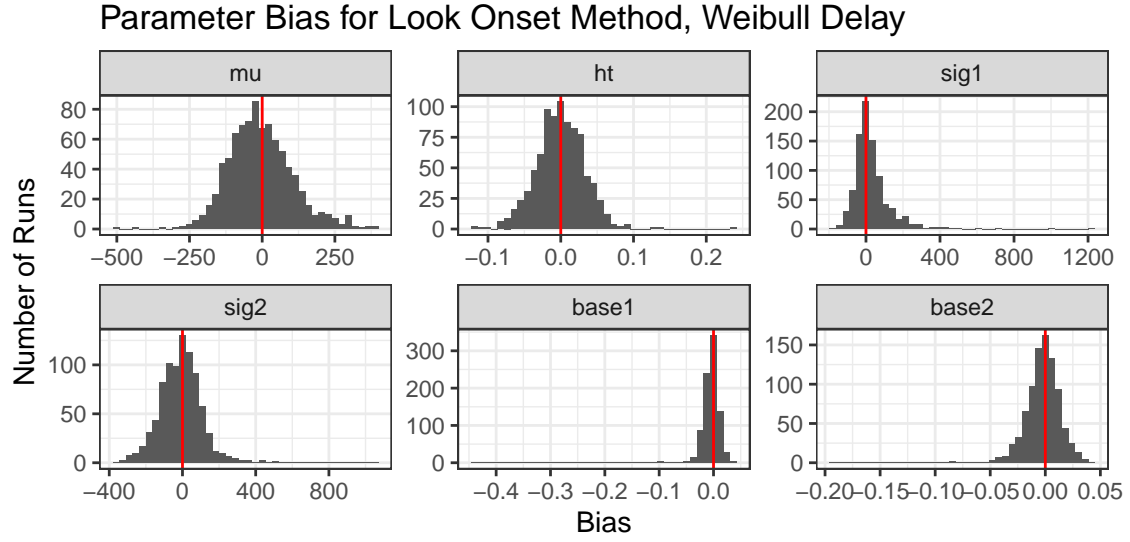 Parameter Bias for Look Onset Method, Weibull Delay
mu
ht
sig1
80
60
40
20
0
100
75
50
25
0
200
150
100
50
0
−500 −250 0 250
−0.1 0.0 0.1 0.2
0 400 800 1200
Number of Runs
sig2
base1
base2
100
50
0
300
200
100
0
150
100
50
0
−400 0 400 800
−0.4 −0.3 −0.2 −0.1 0.0
−0.20 −0.15 −0.10 −0.05 0.00 0.05
Bias